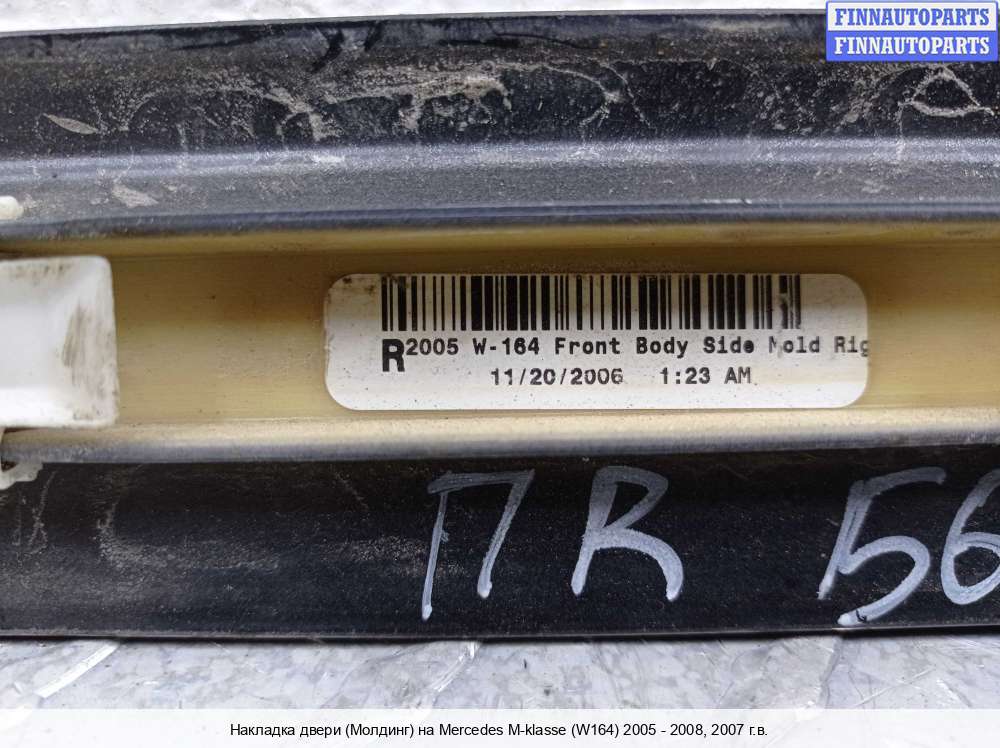 FINNAUTOPARTS
FINNAUTOPARTS
R 2005 W-164 Front Body Side Mold Rig
11/20/2006 1:23 AM
ПR 56
Накладка двери (Молдинг) на Mercedes M-klasse (W164) 2005 - 2008, 2007 г.в.